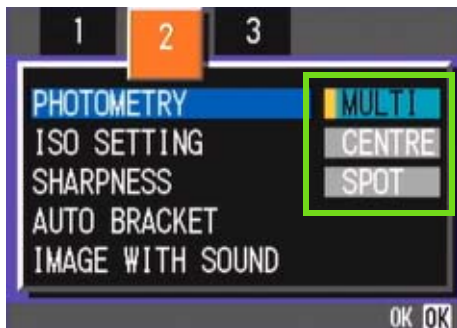 1 2 3
PHOTOMETRY MULTI
ISO SETTING CENTRE
SHARPNESS SPOT
AUTO BRACKET
IMAGE WITH SOUND
OK OK